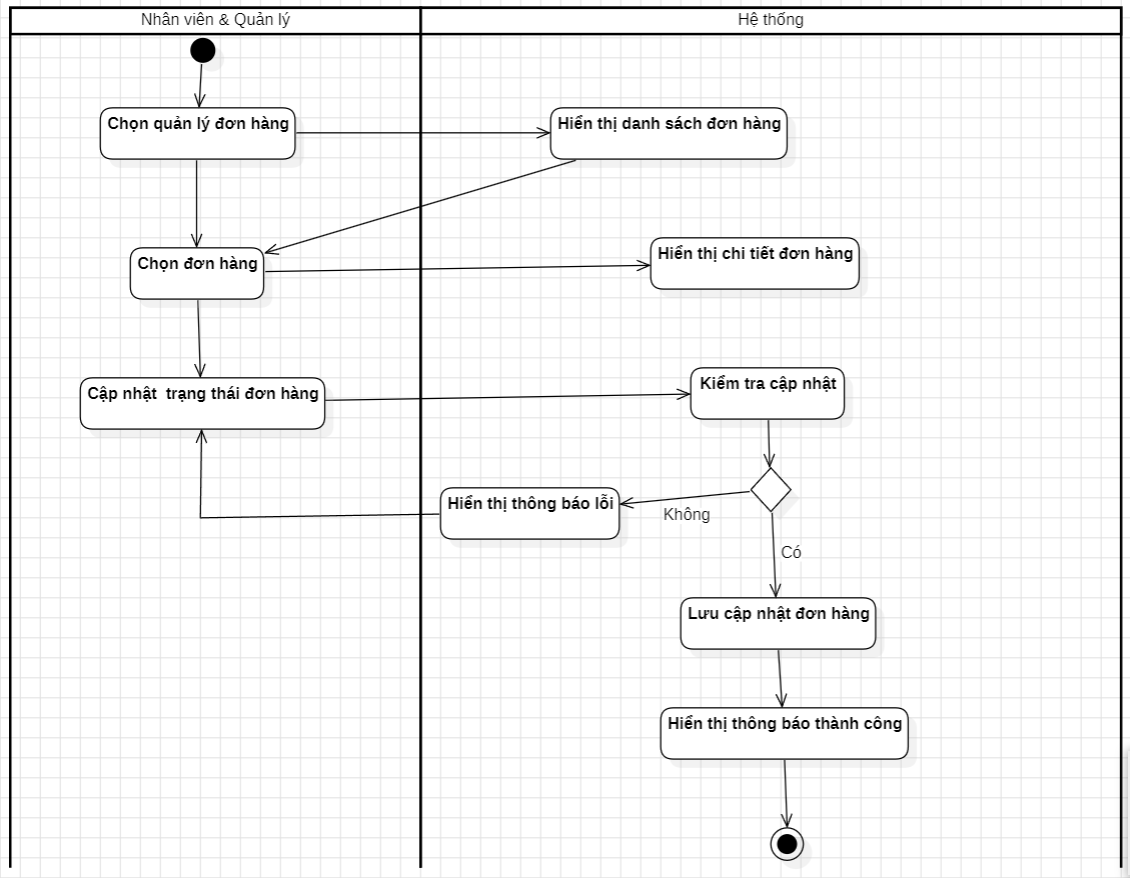 Nhân viên & Quản lý
Hệ thống
Chọn quản lý đơn hàng
Hiển thị danh sách đơn hàng
Chọn đơn hàng
Hiển thị chi tiết đơn hàng
Cập nhật trạng thái đơn hàng
Kiểm tra cập nhật
Hiển thị thông báo lỗi
Không
Có
Lưu cập nhật đơn hàng
Hiển thị thông báo thành công